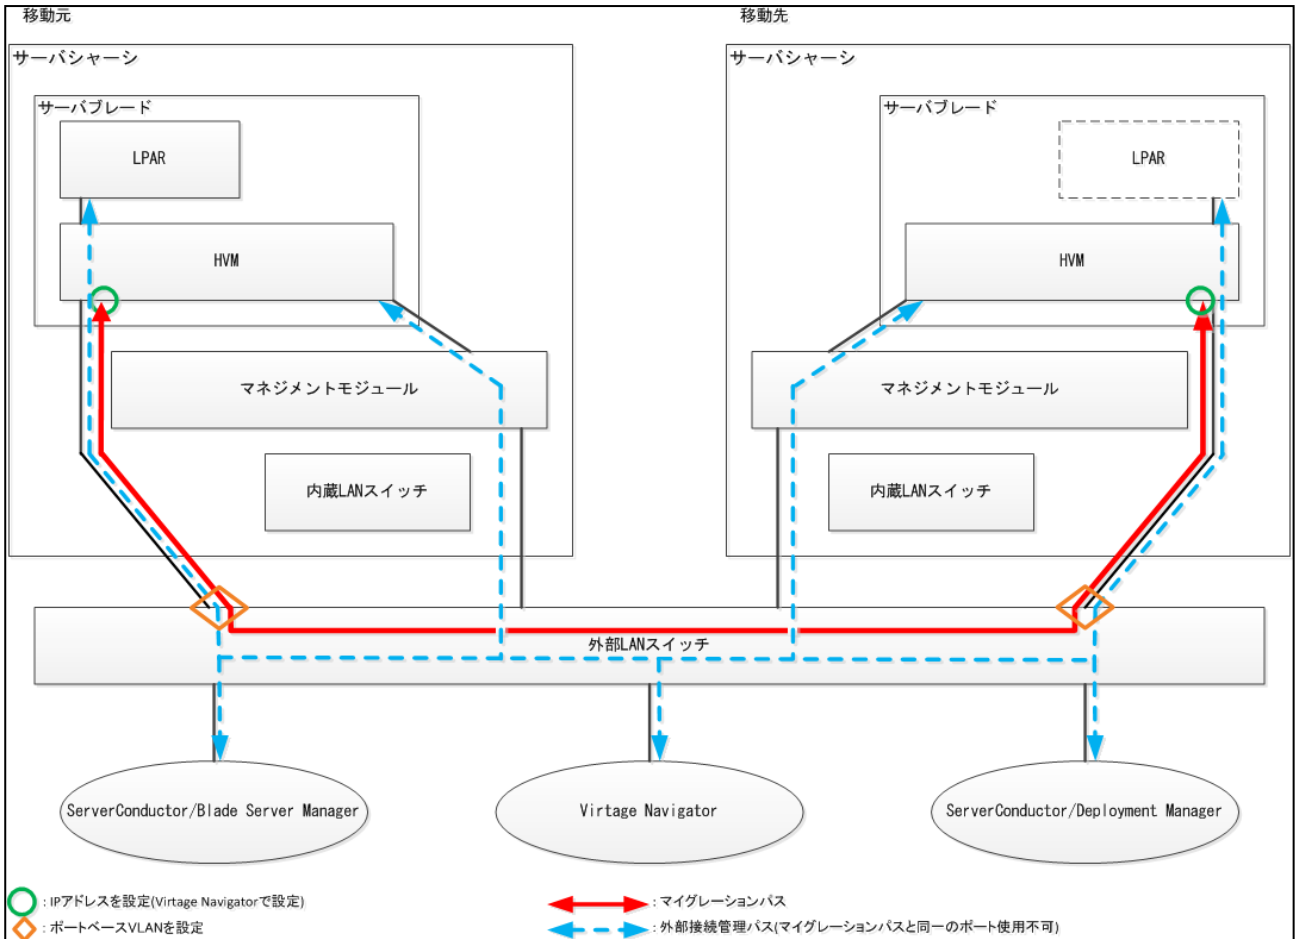 移動元
移動先
サーバシャーシ
サーバシャーシ
サーバブレード
サーバブレード
LPAR
LPAR
HVM
HVM
マネジメントモジュール
マネジメントモジュール
内蔵LANスイッチ
内蔵LANスイッチ
外部LANスイッチ
ServerConductor/Blade Server Manager
Virtage Navigator
ServerConductor/Deployment Manager
: IPアドレスを設定(Virtage Navigatorで設定)
: マイグレーションパス
: ポートベースVLANを設定
: 外部接続管理パス(マイグレーションパスと同一のポート使用不可)